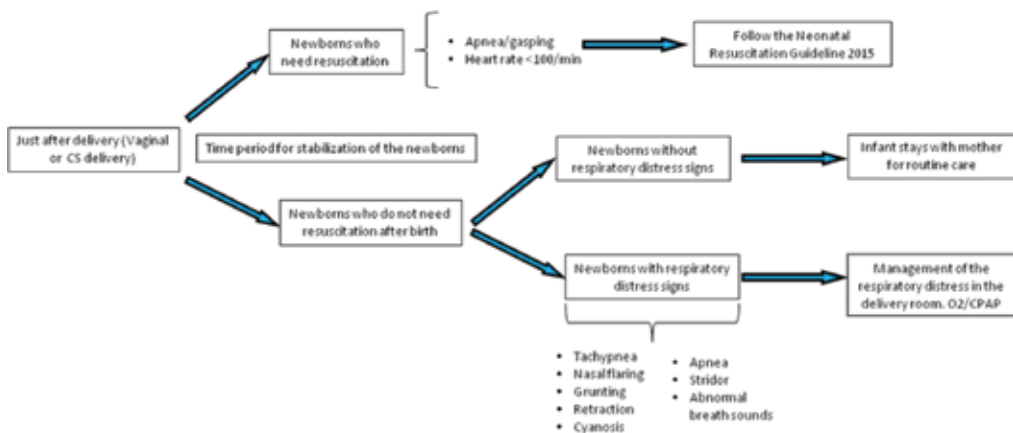 Newborns who
need resuscitation
• Apnea/gasping
• Heart rate <100/min
Follow the Neonatal
Resuscitation Guideline 2015
Just after delivery (Vaginal
or CS delivery)
Time period for stabilization of the newborns
Newborns without
respiratory distress signs
Infant stays with mother
for routine care
Newborns who do not need
resuscitation after birth
Newborns with respiratory
distress signs
Management of the
respiratory distress in the
delivery room. O2/CPAP
• Tachypnea
• Nasalflaring
• Grunting
• Retraction
• Cyanosis
• Apnea
• Stridor
• Abnormal
breath sounds